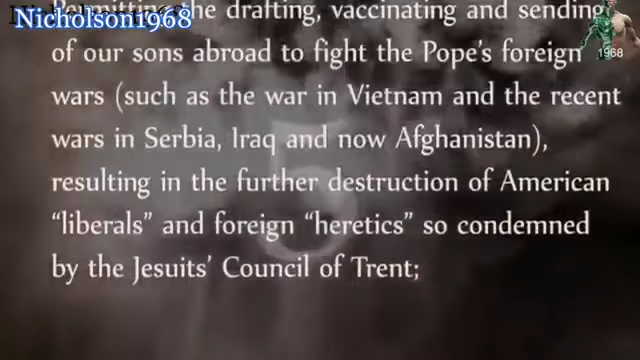 Nicholson1968
Permitting the drafting, vaccinating and sending
of our sons abroad to fight the Pope's foreign
1968
wars (such as the war in Vietnam and the recent
wars in Serbia, Iraq and now Afghanistan),
resulting in the further destruction of American
“liberals” and foreign “heretics” so condemned
by the Jesuits' Council of Trent;
5